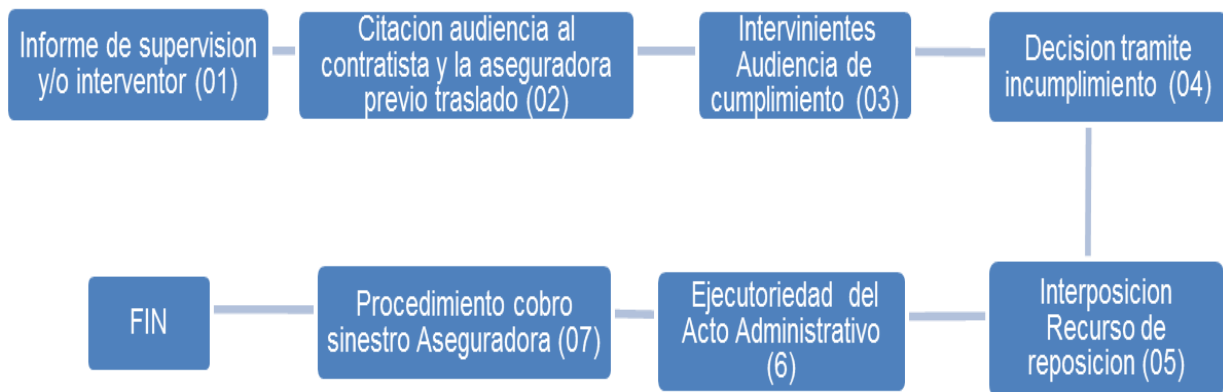 Informe de supervision
y/o interventor (01)
Citacion audiencia al
contratista y la aseguradora
previo traslado (02)
Intervinientes
Audiencia de
cumplimiento (03)
Decision tramite
incumplimiento (04)
Interposicion
Recurso de
reposicion (05)
Ejecutoriedad del
Acto Administrativo
(6)
Procedimiento cobro
sinestro Aseguradora (07)
FIN